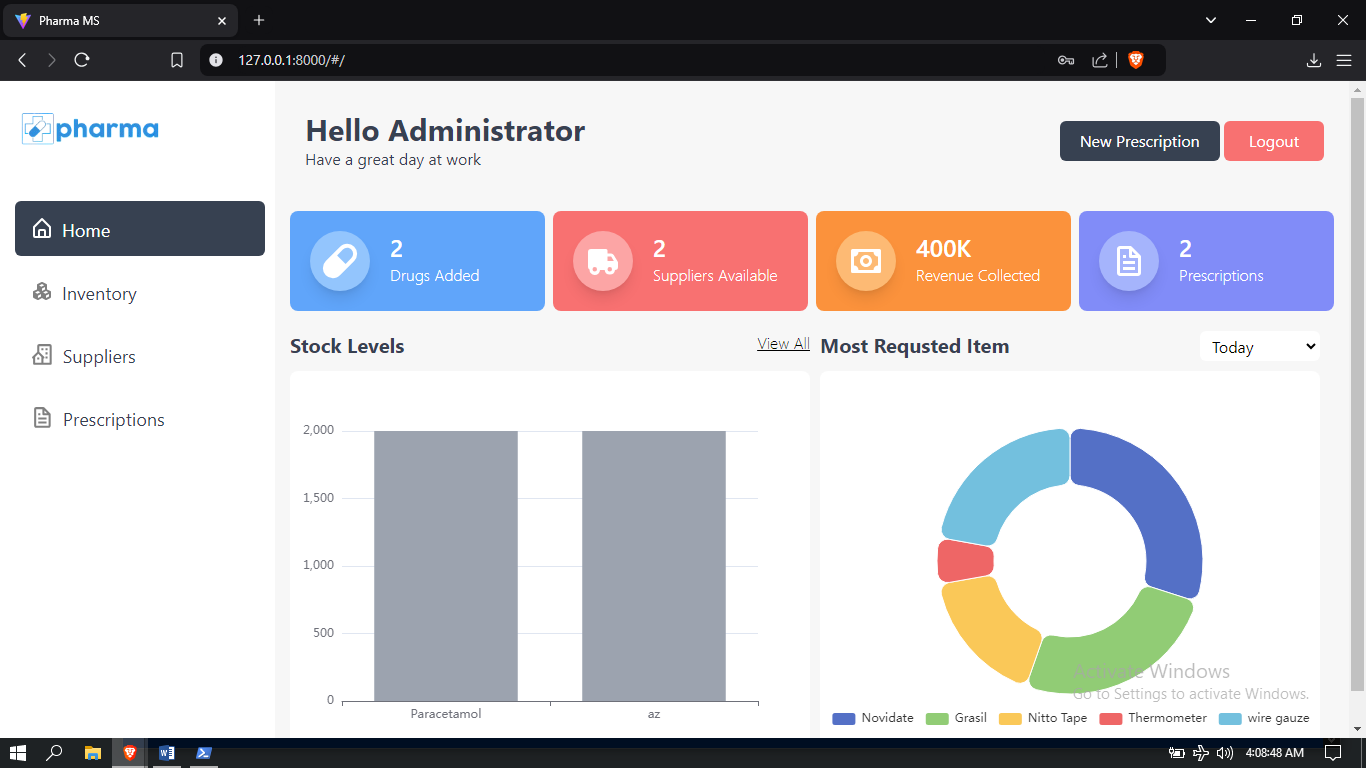 Pharma MS
127.0.0.1:8000/#/
pharma
Home
Inventory
Suppliers
Prescriptions
Hello Administrator
Have a great day at work
New Prescription
Logout
2
Drugs Added
2
Suppliers Available
400K
Revenue Collected
2
Prescriptions
Stock Levels
View All
2,000
1,500
1,000
500
0
Paracetamol
az
Most Requsted Item
Today
Novidate
Grasil
Nitto Tape
Thermometer
wire gauze
Activate Windows
Go to Settings to activate Windows.
4:08:48 AM